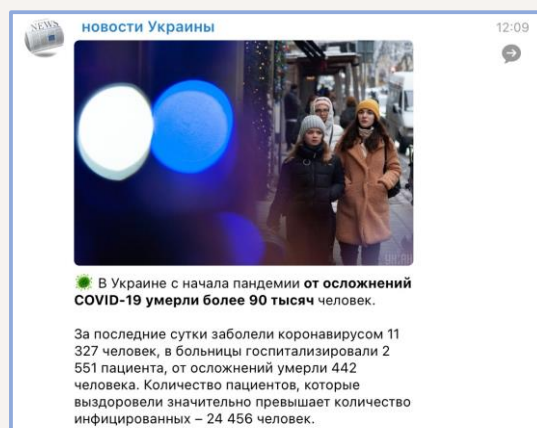 NEWS
новости Украины
12:09
УНІАН
В Украине с начала пандемии от осложнений
COVID-19 умерли более 90 тысяч человек.
За последние сутки заболели коронавирусом 11
327 человек, в больницы госпитализировали 2
551 пациента, от осложнений умерли 442
человека. Количество пациентов, которые
выздоровели значительно превышает количество
инфицированных – 24 456 человек.